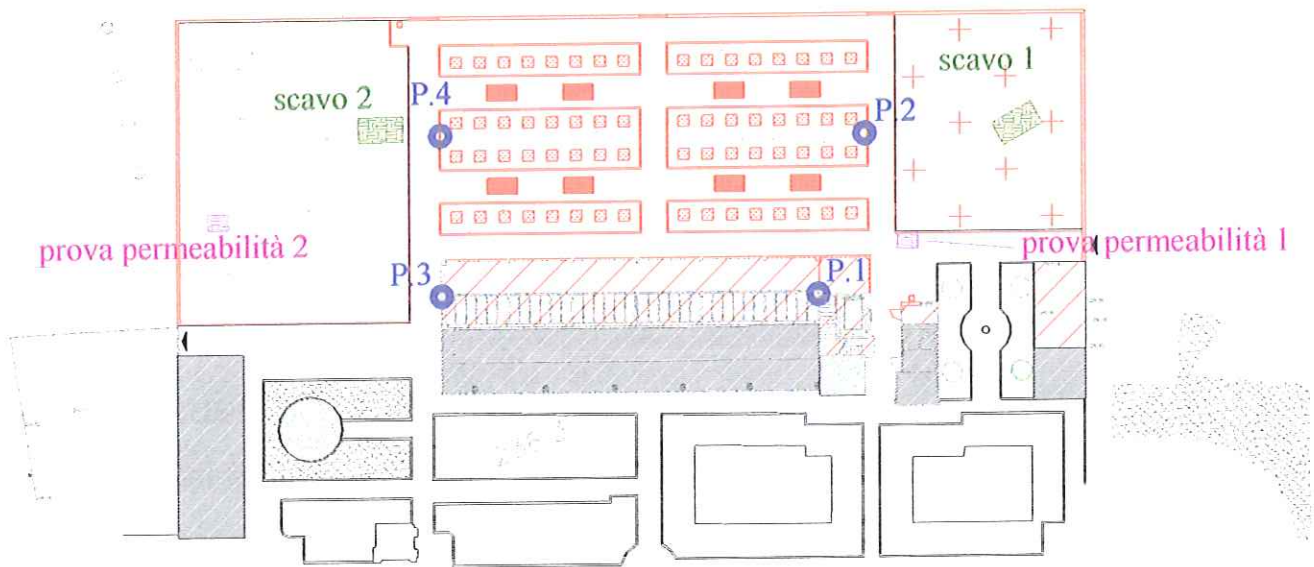 scavo 1
scavo 2
P.4
P.2
prova permeabilità 2
prova permeabilità 1
P.3
P.1